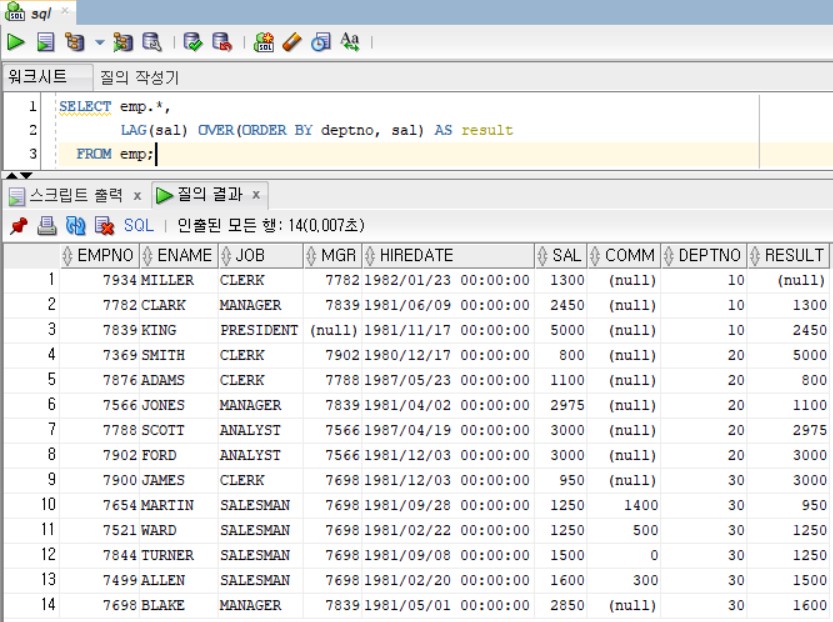 sql
워크시트 질의 작성기
1 SELECT emp.*,
2 LAG(sal) OVER(ORDER BY deptno, sal) AS result
3 FROM emp;
스크립트 출력 x 질의 결과 x
SQL | 인출된 모든 행: 14(0,007초)
EMPNO ENAME JOB MGR HIREDATE SAL COMM DEPTNO RESULT
1 7934 MILLER CLERK 7782 1982/01/23 00:00:00 1300 (null) 10 (null)
2 7782 CLARK MANAGER 7839 1981/06/09 00:00:00 2450 (null) 10 1300
3 7839 KING PRESIDENT (null) 1981/11/17 00:00:00 5000 (null) 10 2450
4 7369 SMITH CLERK 7902 1980/12/17 00:00:00 800 (null) 20 5000
5 7876 ADAMS CLERK 7788 1987/05/23 00:00:00 1100 (null) 20 800
6 7566 JONES MANAGER 7839 1981/04/02 00:00:00 2975 (null) 20 1100
7 7788 SCOTT ANALYST 7566 1987/04/19 00:00:00 3000 (null) 20 2975
8 7902 FORD ANALYST 7566 1981/12/03 00:00:00 3000 (null) 20 3000
9 7900 JAMES CLERK 7698 1981/12/03 00:00:00 950 (null) 30 3000
10 7654 MARTIN SALESMAN 7698 1981/09/28 00:00:00 1250 1400 30 950
11 7521 WARD SALESMAN 7698 1981/02/22 00:00:00 1250 500 30 1250
12 7844 TURNER SALESMAN 7698 1981/09/08 00:00:00 1500 0 30 1250
13 7499 ALLEN SALESMAN 7698 1981/02/20 00:00:00 1600 300 30 1500
14 7698 BLAKE MANAGER 7839 1981/05/01 00:00:00 2850 (null) 30 1600